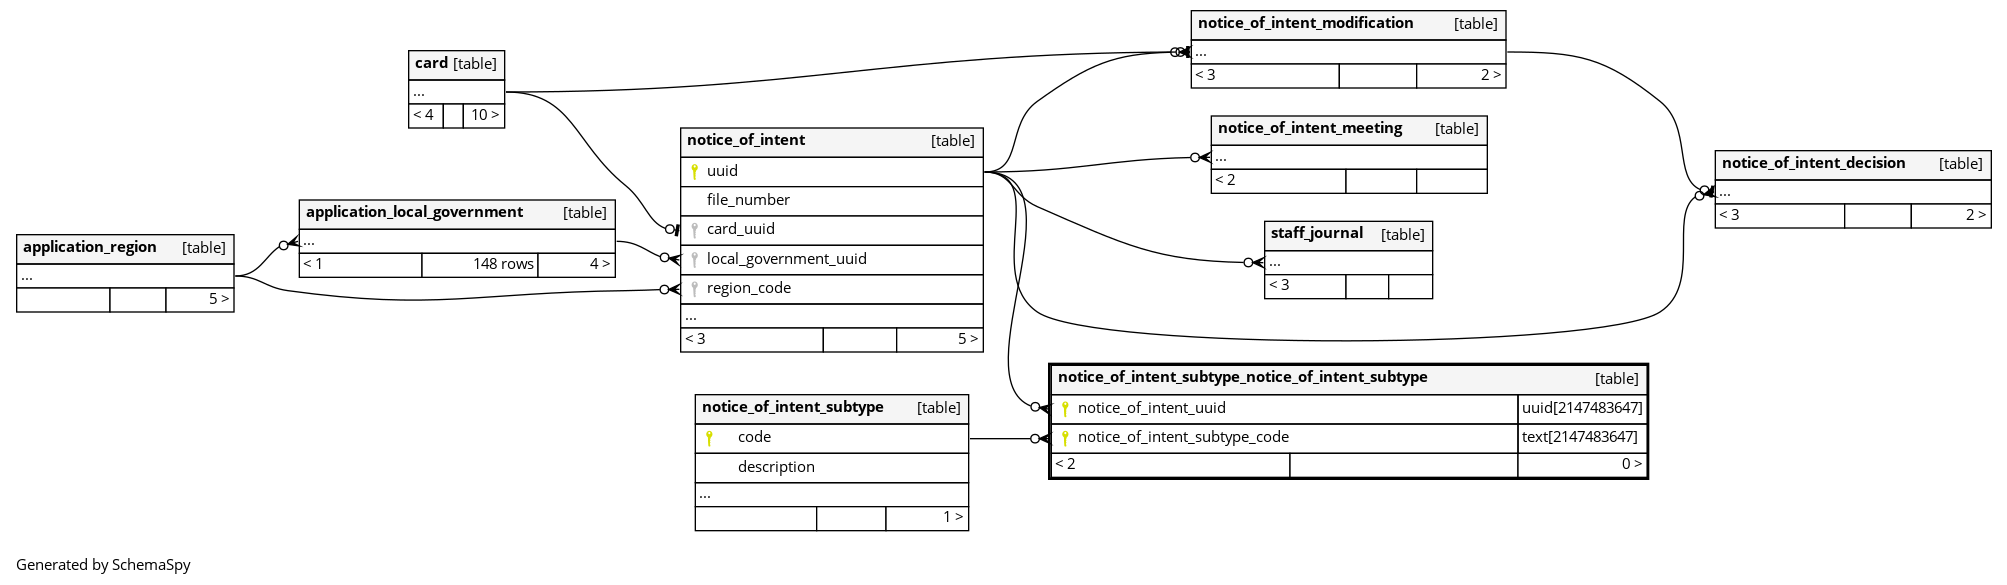 notice_of_intent_modification [table]
...
< 3 2 >
card [table]
...
< 4 10 >
notice_of_intent_meeting [table]
...
< 2
notice_of_intent [table]
uuid
file_number
card_uuid
local_government_uuid
region_code
...
< 3 5 >
notice_of_intent_decision [table]
...
< 3 2 >
application_local_government [table]
...
< 1 148 rows 4 >
staff_journal [table]
...
< 3
application_region [table]
...
5 >
notice_of_intent_subtype_notice_of_intent_subtype [table]
notice_of_intent_uuid uuid[2147483647]
notice_of_intent_subtype_code text[2147483647]
< 2 0 >
notice_of_intent_subtype [table]
code
description
...
1 >
Generated by SchemaSpy